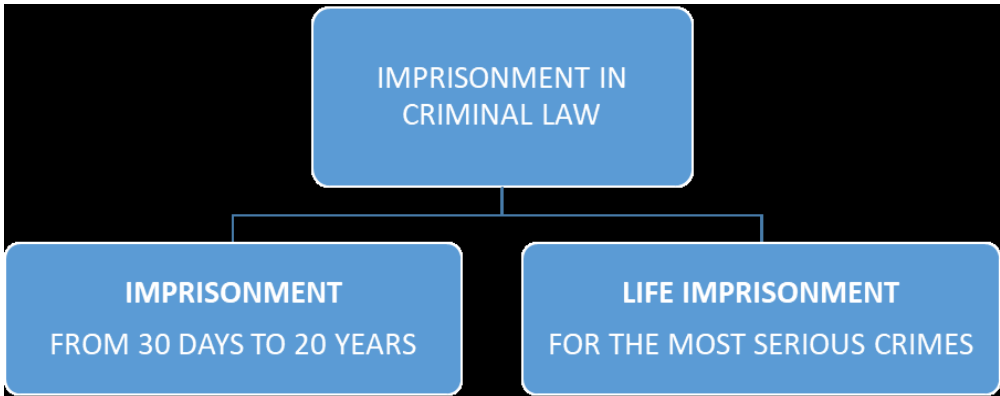 IMPRISONMENT IN
CRIMINAL LAW
IMPRISONMENT
FROM 30 DAYS TO 20 YEARS
LIFE IMPRISONMENT
FOR THE MOST SERIOUS CRIMES